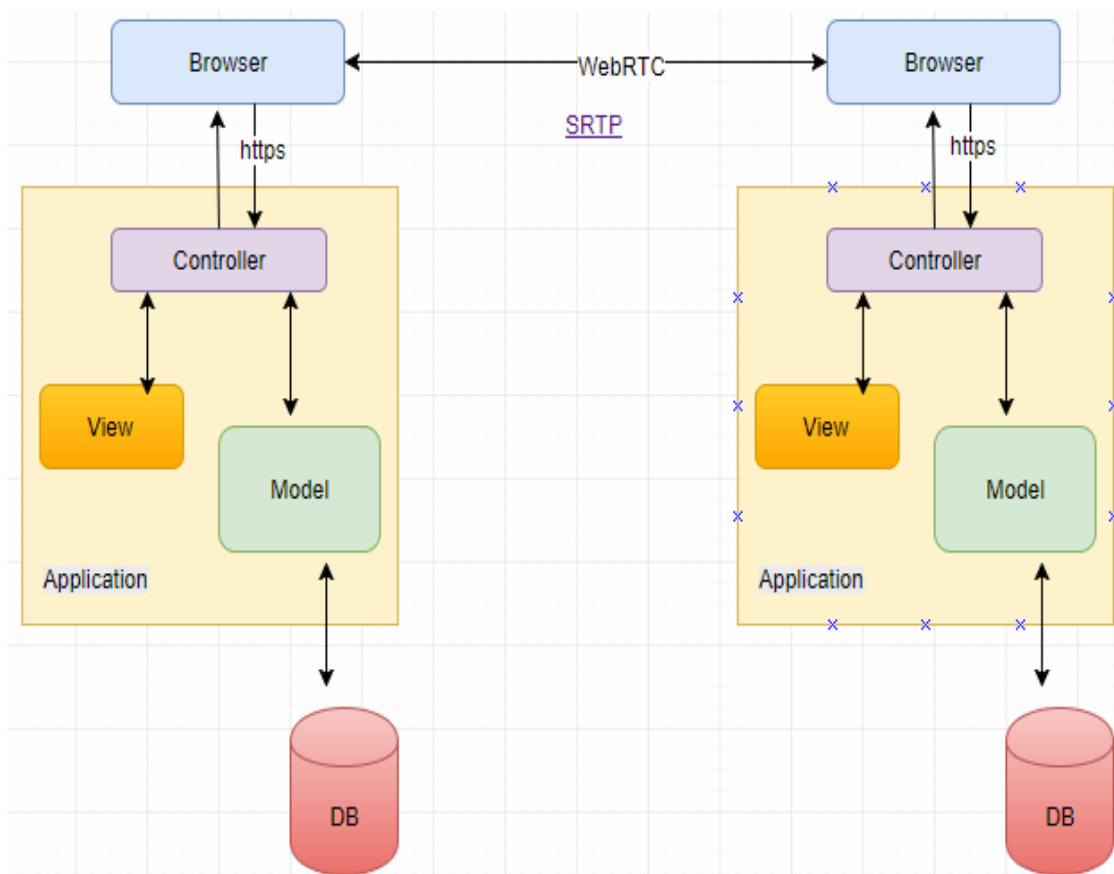 Browser
Browser
WebRTC
SRTP
https
https
Controller
Controller
View
View
Model
Model
Application
Application
DB
DB